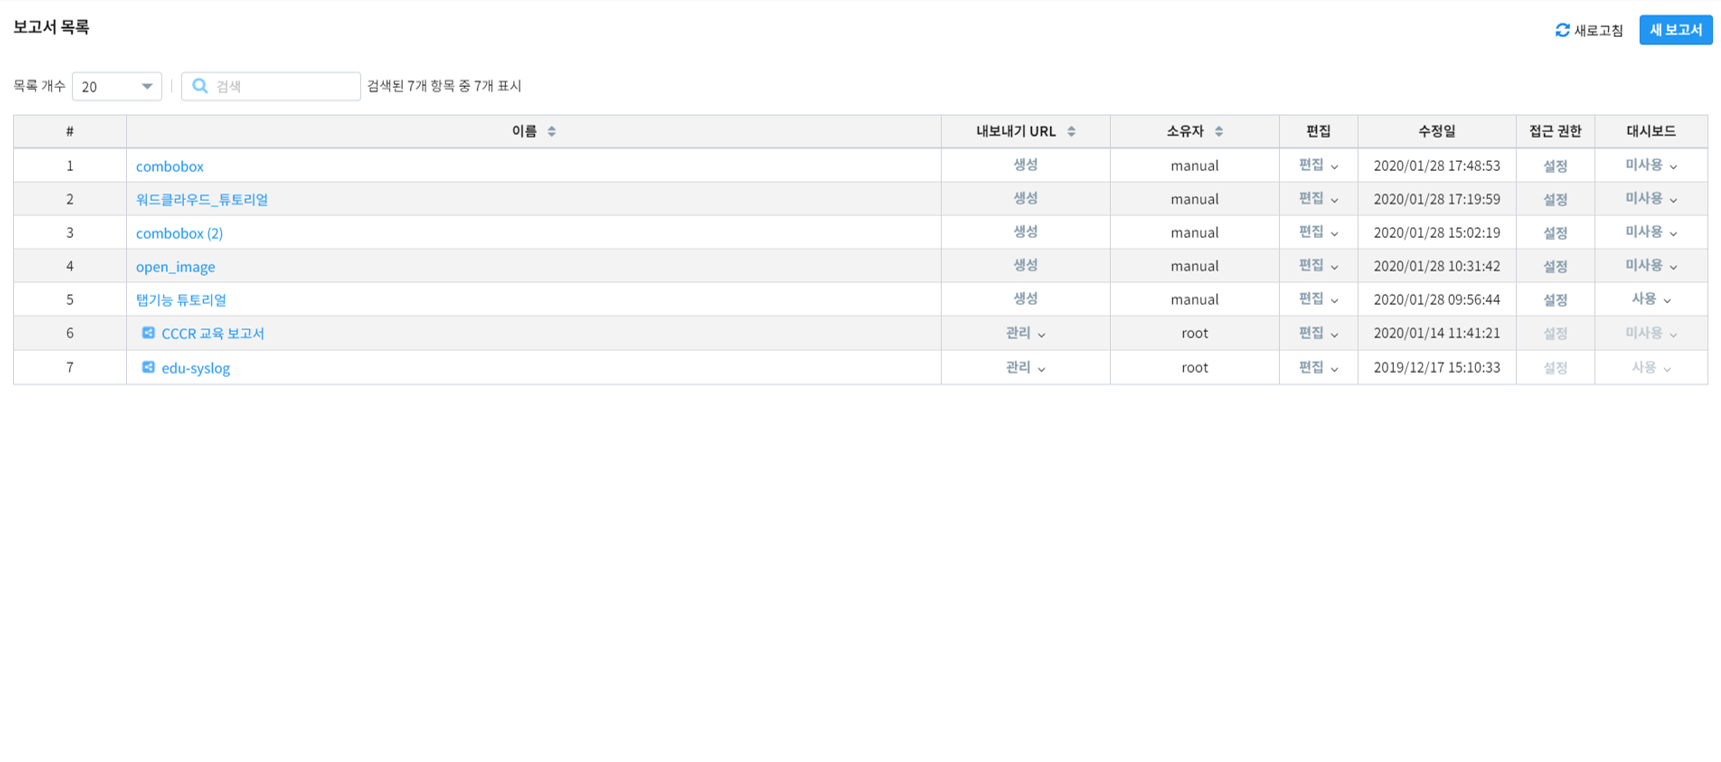 보고서 목록
새로고침 새 보고서
목록 개수 20 검색 검색된 7개 항목 중 7개 표시
# 이름 내보내기 URL 소유자 편집 수정일 접근 권한 대시보드
1 combobox 생성 manual 편집 2020/01/28 17:48:53 설정 미사용
2 워드클라우드_튜토리얼 생성 manual 편집 2020/01/28 17:19:59 설정 미사용
3 combobox (2) 생성 manual 편집 2020/01/28 15:02:19 설정 미사용
4 open_image 생성 manual 편집 2020/01/28 10:31:42 설정 미사용
5 탭기능 튜토리얼 생성 manual 편집 2020/01/28 09:56:44 설정 사용
6 CCCR 교육 보고서 관리 root 편집 2020/01/14 11:41:21 설정 미사용
7 edu-syslog 관리 root 편집 2019/12/17 15:10:33 설정 사용